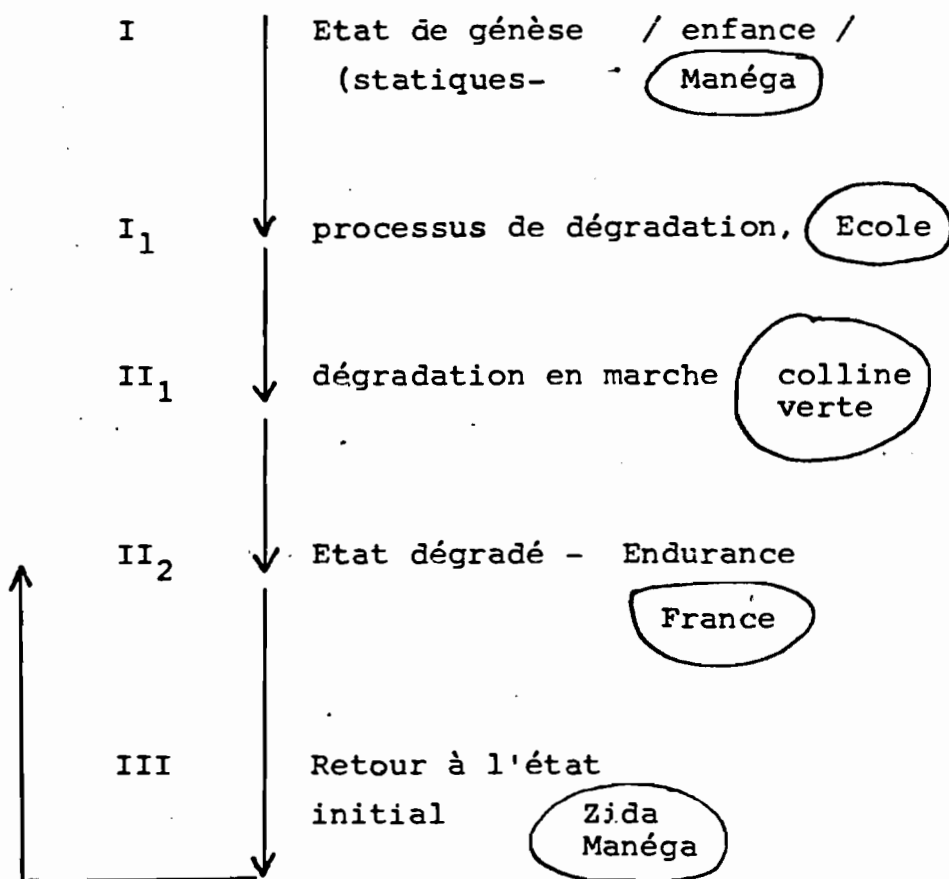 I Etat de génèse / enfance /
(statiques- Manéga
I1 processus de dégradation, Ecole
II1 dégradation en marche colline
verte
II2 Etat dégradé - Endurance
France
III Retour à l'état
initial Zida
Manéga